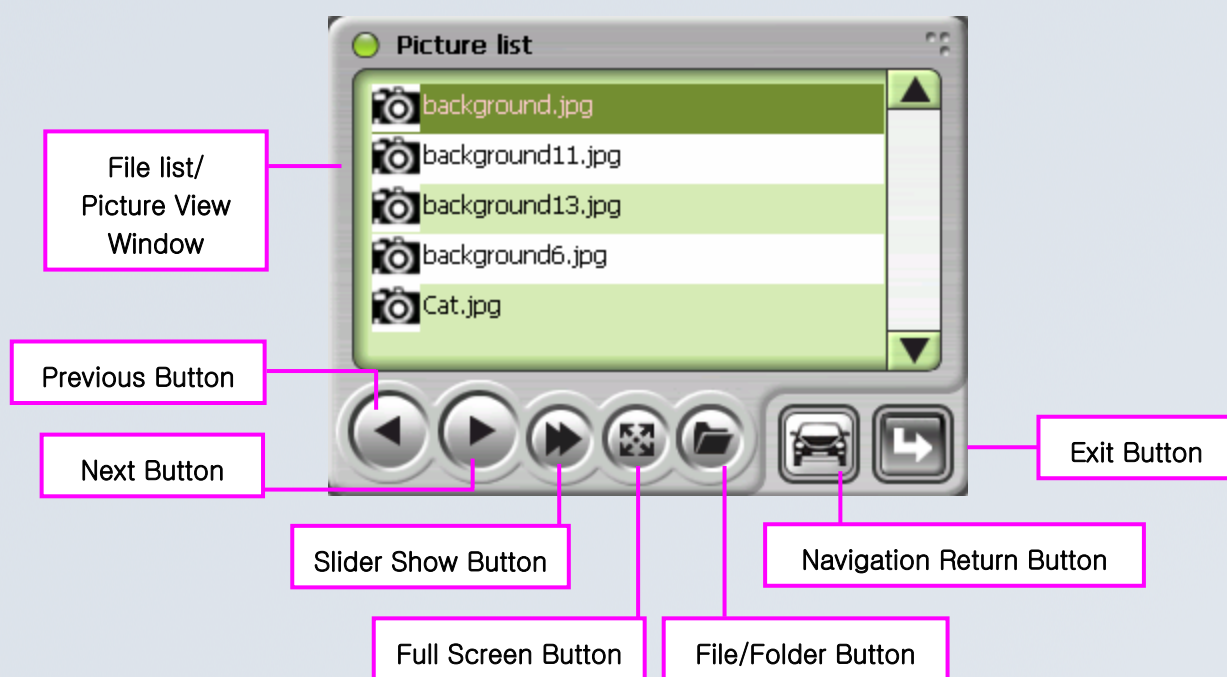 Picture list
background.jpg
background11.jpg
background13.jpg
background6.jpg
Cat.jpg
File list/
Picture View
Window
Previous Button
Next Button
Exit Button
Slider Show Button
Navigation Return Button
Full Screen Button
File/Folder Button